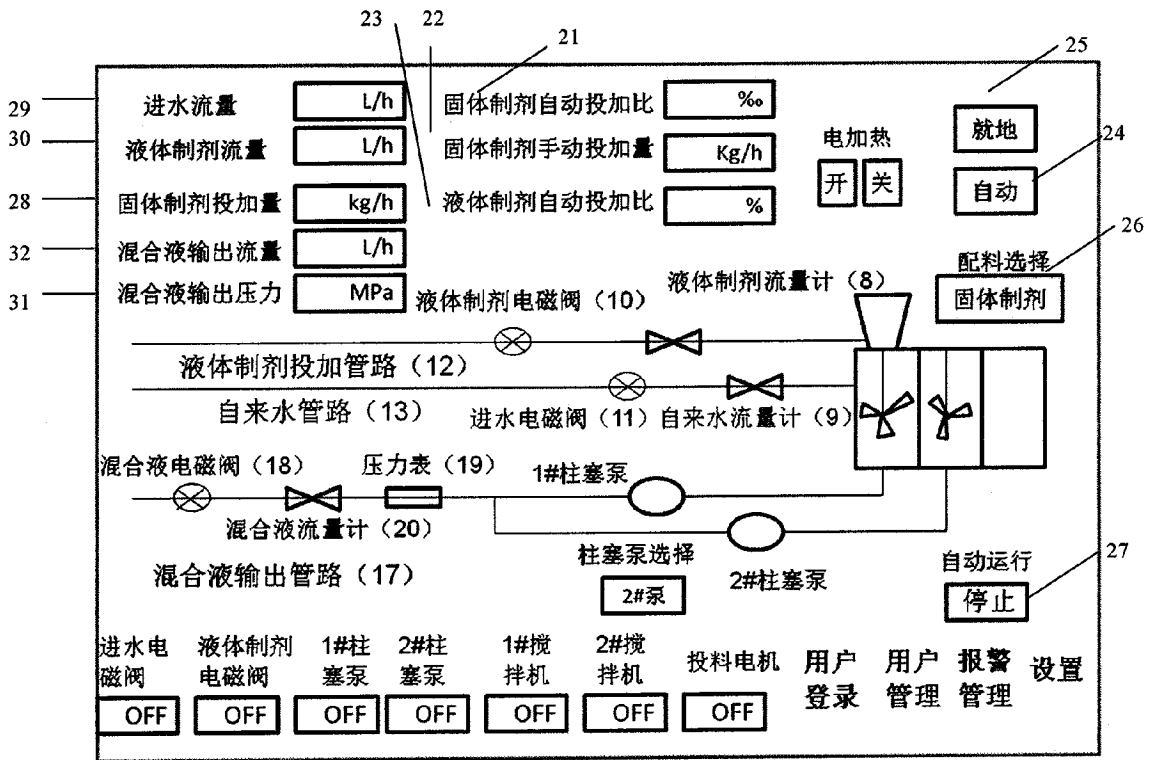 23
22
21
25
29
进水流量
L/h
固体制剂自动投加比
‰
就地
30
液体制剂流量
L/h
固体制剂手动投加量
Kg/h
电加热
24
开
关
自动
28
固体制剂投加量
kg/h
液体制剂自动投加比
%
32
混合液输出流量
L/h
26
配料选择
31
混合液输出压力
MPa
液体制剂电磁阀（10）
液体制剂流量计（8）
固体制剂
液体制剂投加管路（12）
自来水管路（13）
进水电磁阀（11）
自来水流量计（9）
混合液电磁阀（18）
压力表（19）
1#柱塞泵
混合液流量计（20）
柱塞泵选择
2#柱塞泵
自动运行
27
混合液输出管路（17）
2#泵
停止
进水电
磁阀
液体制剂
电磁阀
1#柱
塞泵
2#柱
塞泵
1#搅
拌机
2#搅
拌机
投料电机
用户
登录
用户
管理
报警
管理
设置
OFF
OFF
OFF
OFF
OFF
OFF
OFF